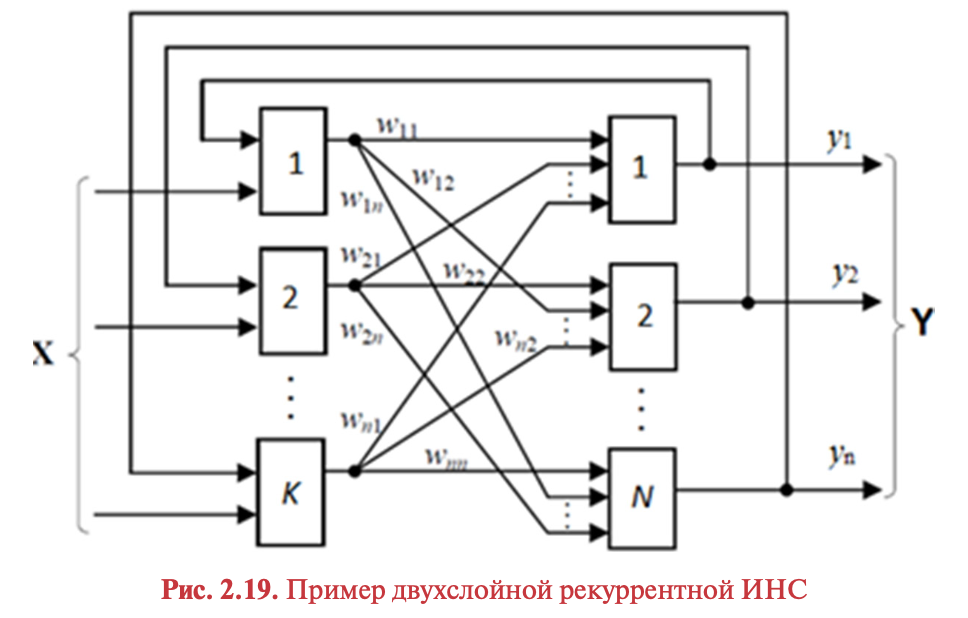 w11
w12
w1n
w21
w22
w2n
wn2
wn1
wnn
1
2
K
1
2
N
X
y1
y2
yn
Y
Рис. 2.19. Пример двухслойной рекуррентной ИНС